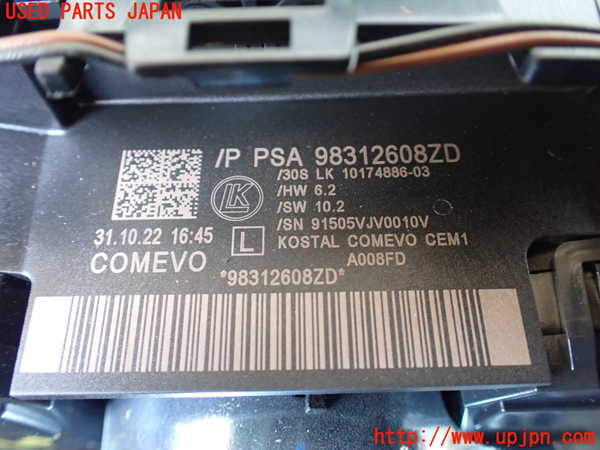 USED PARTS JAPAN
/P PSA 98312608ZD
/30S LK 10174886-03
/HW 6.2
/SW 10.2
/SN 91505VJV0010V
LK
31.10.22 16:45
L
KOSTAL COMEVO CEM1
COMEVO
A008FD
*98312608ZD*
http://www.upjpn.com